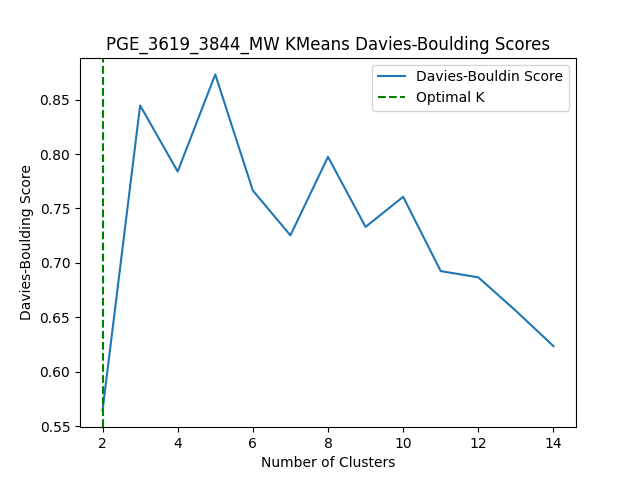 PGE_3619_3844_MW KMeans Davies-Boulding Scores
Davies-Bouldin Score
Optimal K
Davies-Boulding Score
0.85
0.80
0.75
0.70
0.65
0.60
0.55
2 4 6 8 10 12 14
Number of Clusters